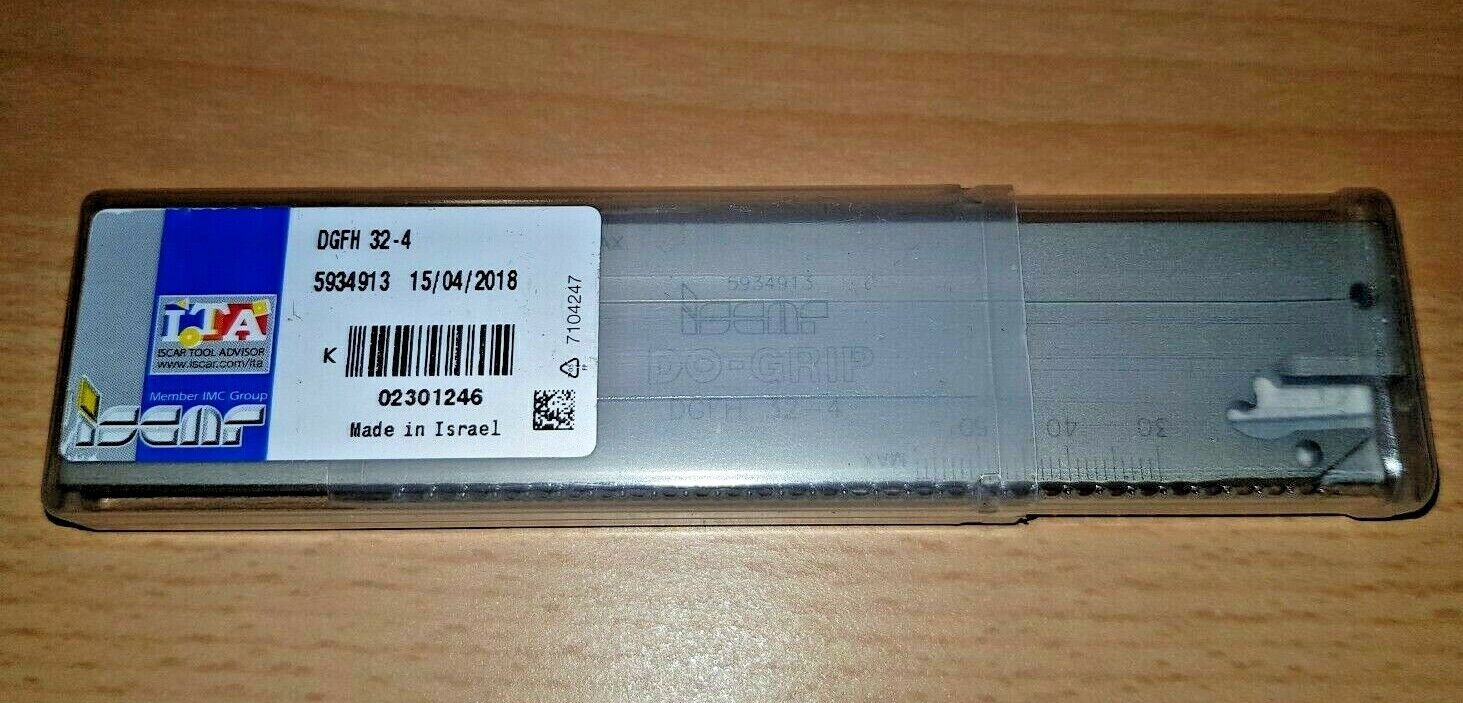 DGFH 32-4
5934913 15/04/2018
7104247
ITA
ISCAR TOOL ADVISOR
www.iscar.com/ita
K
02301246
Member IMC Group
iscar
Made in Israel
5934913
iscar
DO-GRIP
DGFH 32-4
50 40 30
MAX